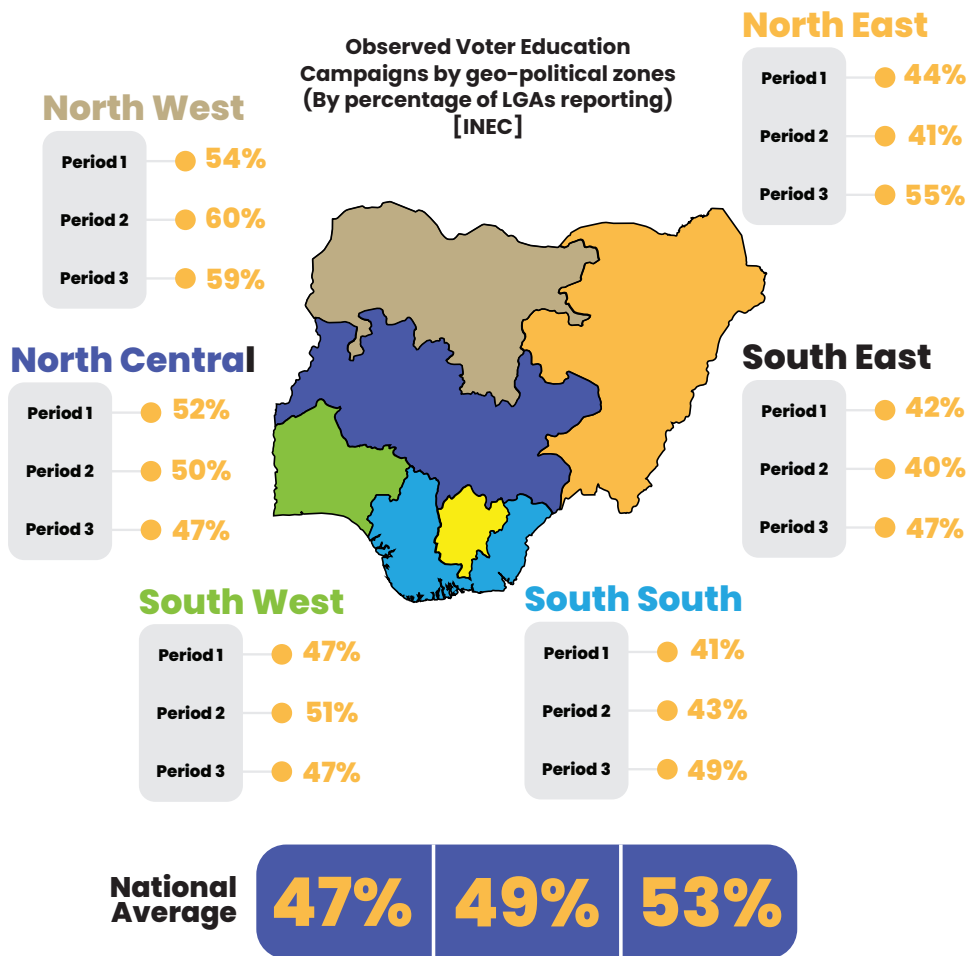 Observed Voter Education
Campaigns by geo-political zones
(By percentage of LGAs reporting)
[INEC]
North East
Period 1 44%
Period 2 41%
Period 3 55%
North West
Period 1 54%
Period 2 60%
Period 3 59%
North Central
Period 1 52%
Period 2 50%
Period 3 47%
South East
Period 1 42%
Period 2 40%
Period 3 47%
South West
Period 1 47%
Period 2 51%
Period 3 47%
South South
Period 1 41%
Period 2 43%
Period 3 49%
National
Average
47% 49% 53%